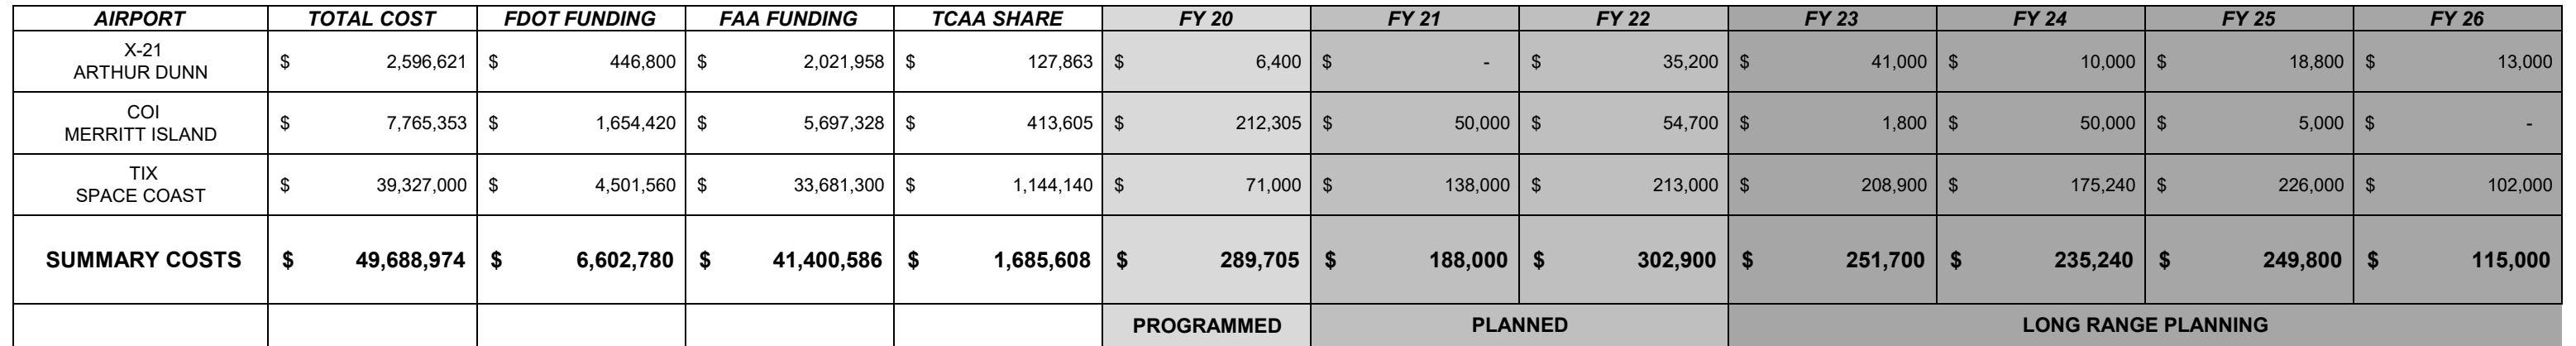 AIRPORT TOTAL COST FDOT FUNDING FAA FUNDING TCAA SHARE FY 20 FY 21 FY 22 FY 23 FY 24 FY 25 FY 26
X-21
ARTHUR DUNN
$ 2,596,621 $ 446,800 $ 2,021,958 $ 127,863 $ 6,400 $ - $ 35,200 $ 41,000 $ 10,000 $ 18,800 $ 13,000
COI
MERRITT ISLAND
$ 7,765,353 $ 1,654,420 $ 5,697,328 $ 413,605 $ 212,305 $ 50,000 $ 54,700 $ 1,800 $ 50,000 $ 5,000 $ -
TIX
SPACE COAST
$ 39,327,000 $ 4,501,560 $ 33,681,300 $ 1,144,140 $ 71,000 $ 138,000 $ 213,000 $ 208,900 $ 175,240 $ 226,000 $ 102,000
SUMMARY COSTS $ 49,688,974 $ 6,602,780 $ 41,400,586 $ 1,685,608 $ 289,705 $ 188,000 $ 302,900 $ 251,700 $ 235,240 $ 249,800 $ 115,000
PROGRAMMED PLANNED LONG RANGE PLANNING